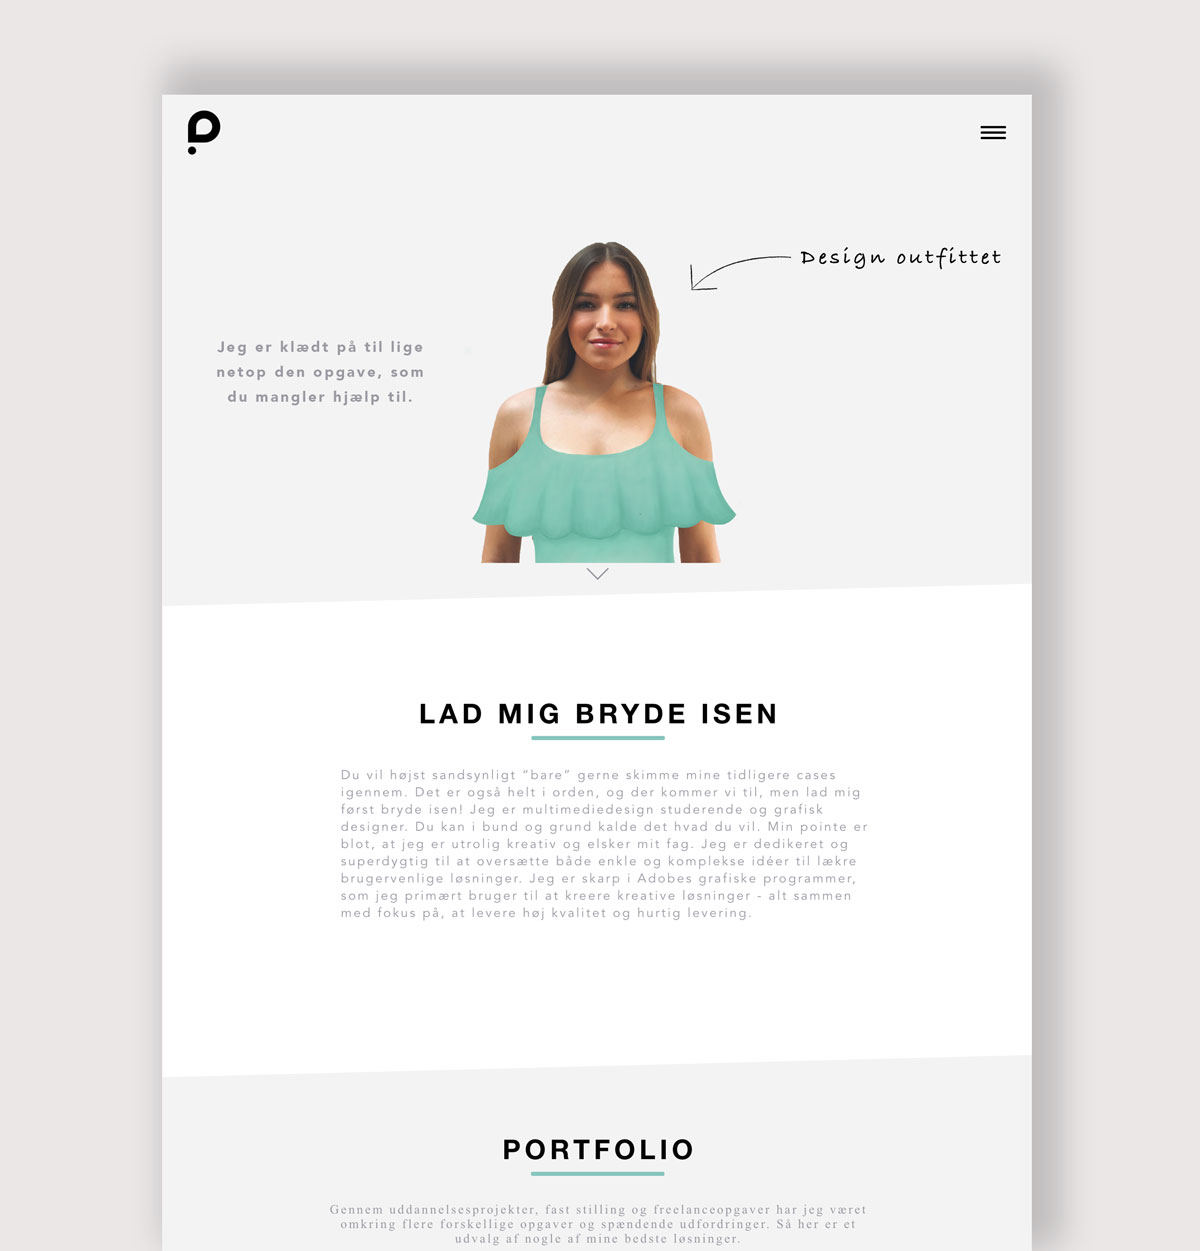 Design outfittet
Jeg er klædt på til lige
netop den opgave, som
du mangler hjælp til.
LAD MIG BRYDE ISEN
Du vil højst sandsynligt “bare” gerne skimme mine tidligere cases
igennem. Det er også helt i orden, og der kommer vi til, men lad mig
først bryde isen! Jeg er multimediedesign studerende og grafisk
designer. Du kan i bund og grund kalde det hvad du vil. Min pointe er
blot, at jeg er utrolig kreativ og elsker mit fag. Jeg er dedikeret og
superdygtig til at oversætte både enkle og komplekse idéer til lækre
brugervenlige løsninger. Jeg er skarp i Adobes grafiske programmer,
som jeg primært bruger til at kreere kreative løsninger - alt sammen
med fokus på, at levere høj kvalitet og hurtig levering.
PORTFOLIO
Gennem uddannelsesprojekter, fast stilling og freelanceopgaver har jeg været
omkring flere forskellige opgaver og spændende udfordringer. Så her er et
udvalg af nogle af mine bedste løsninger.